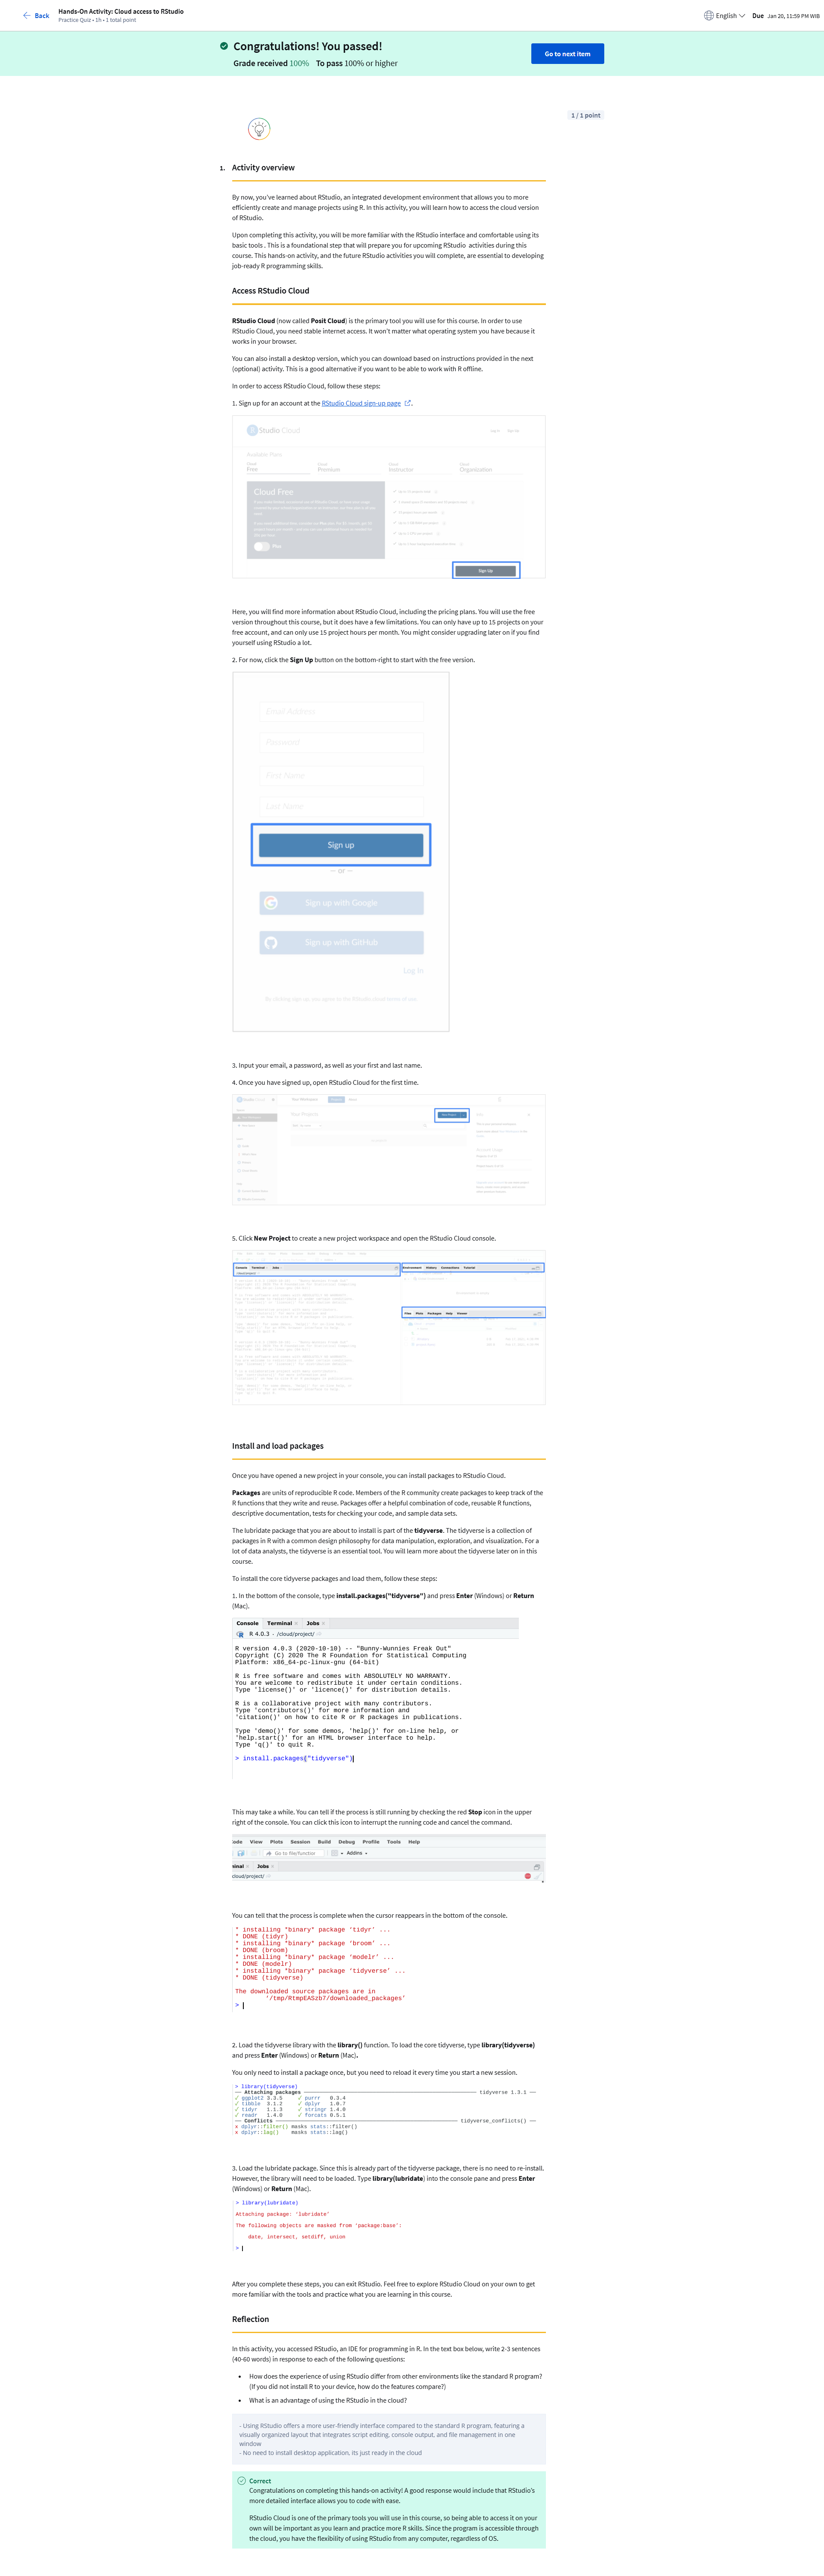 Back
Hands-On Activity: Cloud access to RStudio
Practice Quiz • 1h • 1 total point
English
Due Jan 20, 11:59 PM WIB
Congratulations! You passed!
Grade received 100% To pass 100% or higher
Go to next item
1 / 1 point
1. Activity overview
By now, you've learned about RStudio, an integrated development environment that allows you to more
efficiently create and manage projects using R. In this activity, you will learn how to access the cloud version
of RStudio.
Upon completing this activity, you will be more familiar with the RStudio interface and comfortable using its
basic tools . This is a foundational step that will prepare you for upcoming RStudio activities during this
course. This hands-on activity, and the future RStudio activities you will complete, are essential to developing
job-ready R programming skills.
Access RStudio Cloud
RStudio Cloud (now called Posit Cloud) is the primary tool you will use for this course. In order to use
RStudio Cloud, you need stable internet access. It won't matter what operating system you have because it
works in your browser.
You can also install a desktop version, which you can download based on instructions provided in the next
(optional) activity. This is a good alternative if you want to be able to work with R offline.
In order to access RStudio Cloud, follow these steps:
1. Sign up for an account at the RStudio Cloud sign-up page .
Studio Cloud
Log In Sign Up
Available Plans
Cloud Free
Cloud Premium
Cloud Instructor
Cloud Organization
Cloud Free
Plus
Sign Up
Here, you will find more information about RStudio Cloud, including the pricing plans. You will use the free
version throughout this course, but it does have a few limitations. You can only have up to 15 projects on your
free account, and can only use 15 project hours per month. You might consider upgrading later on if you find
yourself using RStudio a lot.
2. For now, click the Sign Up button on the bottom-right to start with the free version.
Email Address
Password
First Name
Last Name
Sign up
— or —
Sign up with Google
Sign up with GitHub
Log In
3. Input your email, a password, as well as your first and last name.
4. Once you have signed up, open RStudio Cloud for the first time.
Your Workspace
Your Projects
New Project
5. Click New Project to create a new project workspace and open the RStudio Cloud console.
Console Terminal Jobs
Environment History Connections Tutorial
Files Plots Packages Help Viewer
Install and load packages
Once you have opened a new project in your console, you can install packages to RStudio Cloud.
Packages are units of reproducible R code. Members of the R community create packages to keep track of the
R functions that they write and reuse. Packages offer a helpful combination of code, reusable R functions,
descriptive documentation, tests for checking your code, and sample data sets.
The lubridate package that you are about to install is part of the tidyverse. The tidyverse is a collection of
packages in R with a common design philosophy for data manipulation, exploration, and visualization. For a
lot of data analysts, the tidyverse is an essential tool. You will learn more about the tidyverse later on in this
course.
To install the core tidyverse packages and load them, follow these steps:
1. In the bottom of the console, type install.packages("tidyverse") and press Enter (Windows) or Return
(Mac).
Console Terminal × Jobs ×
R 4.0.3 · /cloud/project/
R version 4.0.3 (2020-10-10) -- "Bunny-Wunnies Freak Out"
Copyright (C) 2020 The R Foundation for Statistical Computing
Platform: x86_64-pc-linux-gnu (64-bit)
R is free software and comes with ABSOLUTELY NO WARRANTY.
You are welcome to redistribute it under certain conditions.
Type 'license()' or 'licence()' for distribution details.
R is a collaborative project with many contributors.
Type 'contributors()' for more information and
'citation()' on how to cite R or R packages in publications.
Type 'demo()' for some demos, 'help()' for on-line help, or
'help.start()' for an HTML browser interface to help.
Type 'q()' to quit R.
> install.packages("tidyverse")
This may take a while. You can tell if the process is still running by checking the red Stop icon in the upper
right of the console. You can click this icon to interrupt the running code and cancel the command.
ode View Plots Session Build Debug Profile Tools Help
Go to file/function Addins
minal × Jobs ×
cloud/project/
You can tell that the process is complete when the cursor reappears in the bottom of the console.
* installing *binary* package 'tidyr' ...
* DONE (tidyr)
* installing *binary* package 'broom' ...
* DONE (broom)
* installing *binary* package 'modelr' ...
* DONE (modelr)
* installing *binary* package 'tidyverse' ...
* DONE (tidyverse)
The downloaded source packages are in
'/tmp/RtmpEASzb7/downloaded_packages'
>
2. Load the tidyverse library with the library() function. To load the core tidyverse, type library(tidyverse)
and press Enter (Windows) or Return (Mac).
You only need to install a package once, but you need to reload it every time you start a new session.
> library(tidyverse)
── Attaching packages ── tidyverse 1.3.1 ──
√ ggplot2 3.3.5 √ purrr 0.3.4
√ tibble 3.1.2 √ dplyr 1.0.7
√ tidyr 1.1.3 √ stringr 1.4.0
√ readr 1.4.0 √ forcats 0.5.1
── Conflicts ── tidyverse_conflicts() ──
x dplyr::filter() masks stats::filter()
x dplyr::lag() masks stats::lag()
3. Load the lubridate package. Since this is already part of the tidyverse package, there is no need to re-install.
However, the library will need to be loaded. Type library(lubridate) into the console pane and press Enter
(Windows) or Return (Mac).
> library(lubridate)
Attaching package: 'lubridate'
The following objects are masked from 'package:base':
date, intersect, setdiff, union
>
After you complete these steps, you can exit RStudio. Feel free to explore RStudio Cloud on your own to get
more familiar with the tools and practice what you are learning in this course.
Reflection
In this activity, you accessed RStudio, an IDE for programming in R. In the text box below, write 2-3 sentences
(40-60 words) in response to each of the following questions:
• How does the experience of using RStudio differ from other environments like the standard R program?
(If you did not install R to your device, how do the features compare?)
• What is an advantage of using the RStudio in the cloud?
- Using RStudio offers a more user-friendly interface compared to the standard R program, featuring a
visually organized layout that integrates script editing, console output, and file management in one
window
- No need to install desktop application, its just ready in the cloud
Correct
Congratulations on completing this hands-on activity! A good response would include that RStudio's
more detailed interface allows you to code with ease.
RStudio Cloud is one of the primary tools you will use in this course, so being able to access it on your
own will be important as you learn and practice more R skills. Since the program is accessible through
the cloud, you have the flexibility of using RStudio from any computer, regardless of OS.